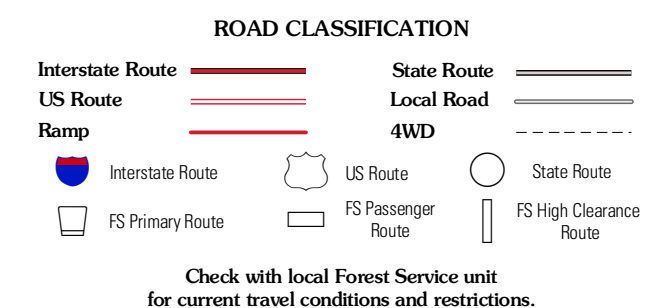 ROAD CLASSIFICATION
Interstate Route
State Route
US Route
Local Road
Ramp
4WD
Interstate Route
US Route
State Route
FS Primary Route
FS Passenger
Route
FS High Clearance
Route
Check with local Forest Service unit
for current travel conditions and restrictions.